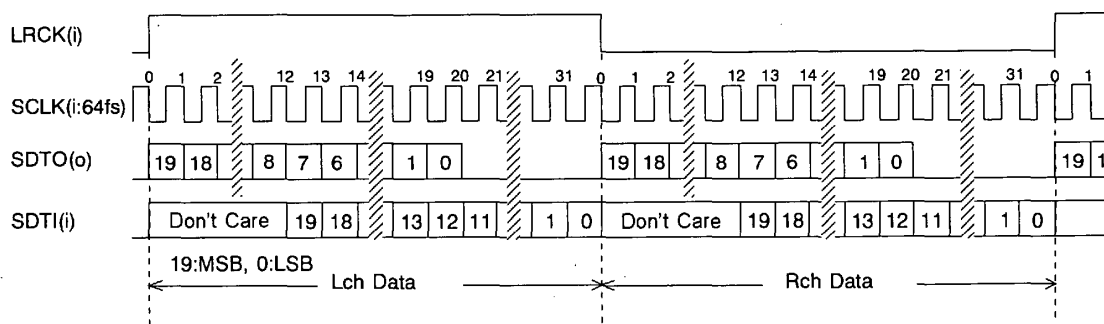 LRCK(i)
0 1 2 12 13 14 19 20 21 31 0 1 2 12 13 14 19 20 21 31 0 1
SCLK(i:64fs)
SDTO(o) 19 18 8 7 6 1 0 19 18 8 7 6 1 0 19 1
SDTI(i) Don't Care 19 18 13 12 11 1 0 Don't Care 19 18 13 12 11 1 0
19:MSB, 0:LSB
Lch Data Rch Data